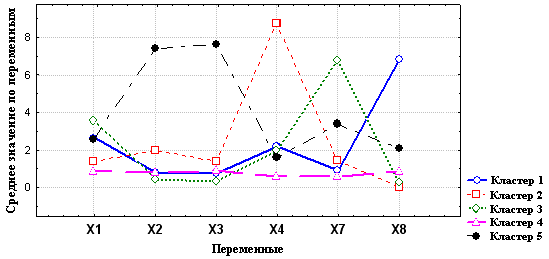 Среднее значение по переменным
8
6
4
2
0
X1 X2 X3 X4 X7 X8
Переменные
Кластер 1
Кластер 2
Кластер 3
Кластер 4
Кластер 5